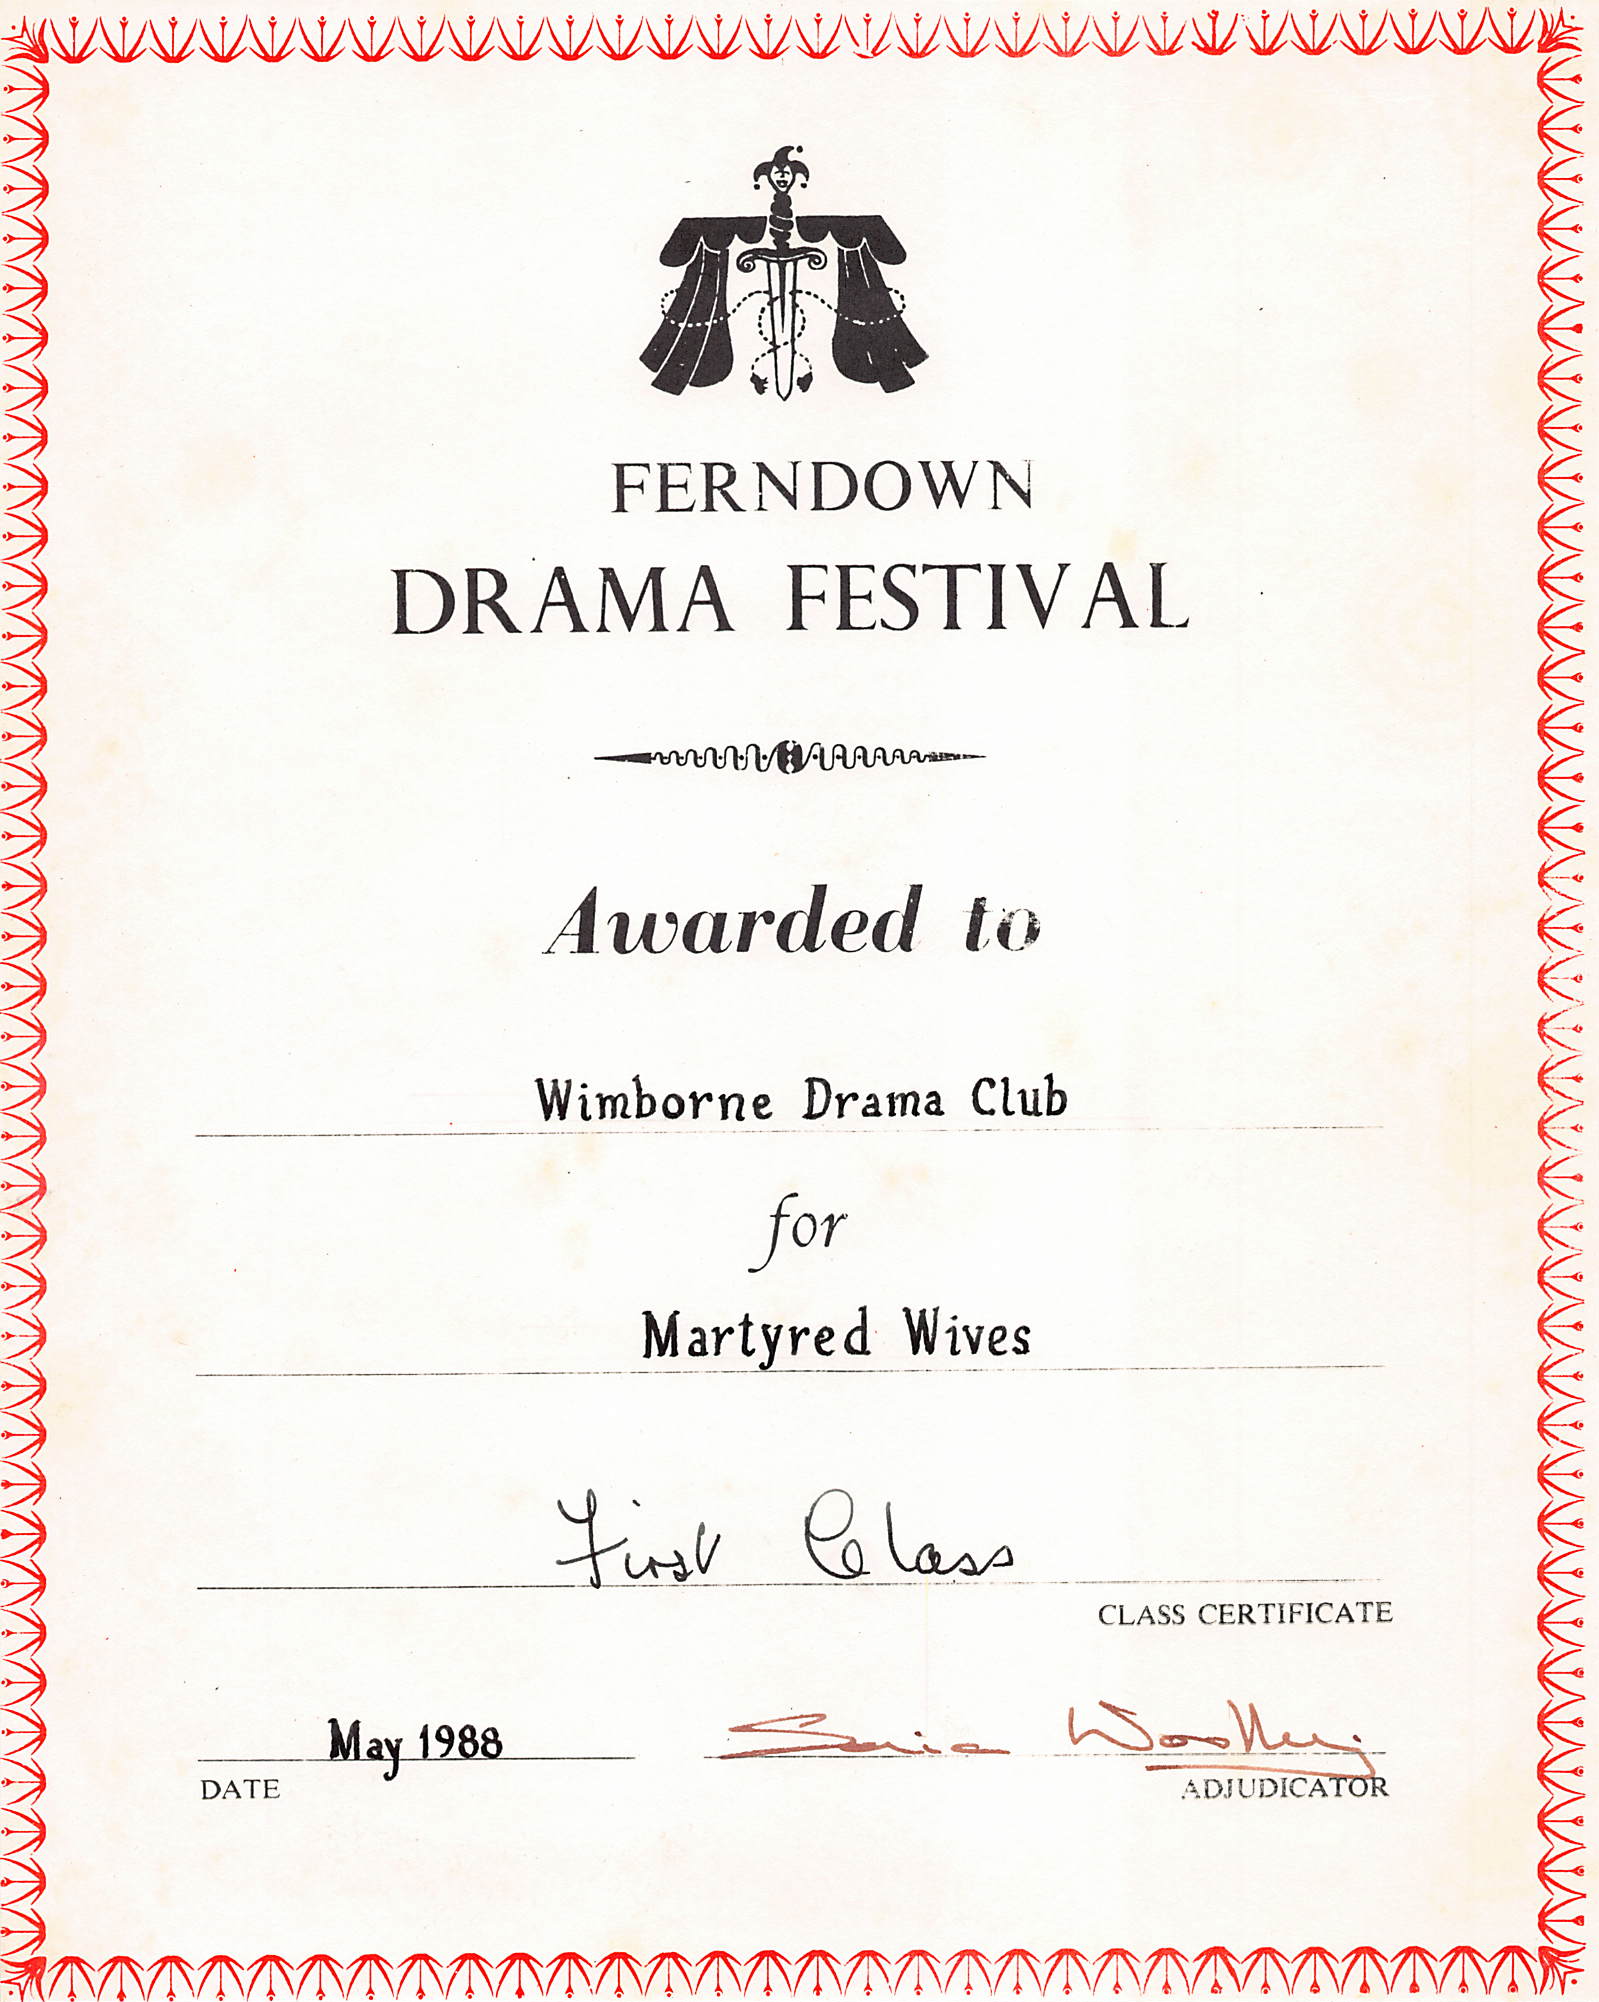 FERNDOWN
DRAMA FESTIVAL
Awarded to
Wimborne Drama Club
for
Martyred Wives
First Class
CLASS CERTIFICATE
May 1988
DATE
Woolley
ADJUDICATOR